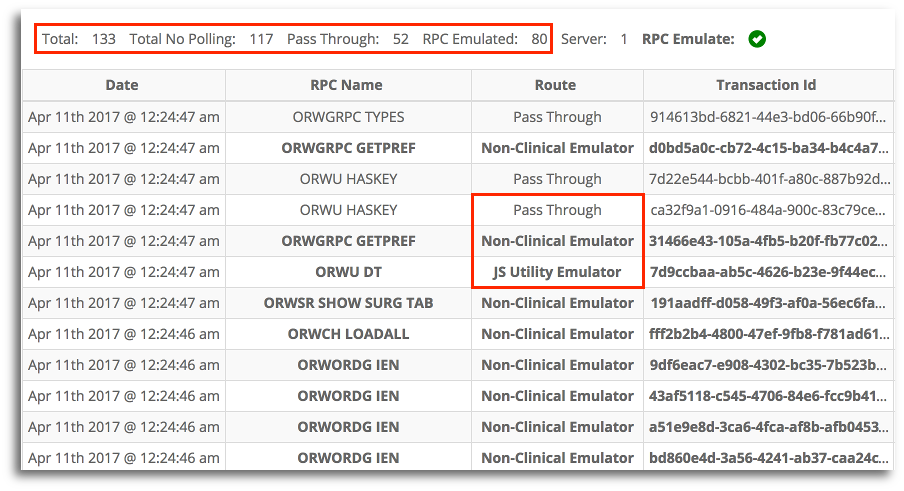 Total: 133 Total No Polling: 117 Pass Through: 52 RPC Emulated: 80 Server: 1 RPC Emulate:
Date RPC Name Route Transaction Id
Apr 11th 2017 @ 12:24:47 am ORWGRPC TYPES Pass Through 914613bd-6821-44e3-bd06-66b90f...
Apr 11th 2017 @ 12:24:47 am ORWGRPC GETPREF Non-Clinical Emulator d0bd5a0c-cb72-4c15-ba34-b4c4a7...
Apr 11th 2017 @ 12:24:47 am ORWU HASKEY Pass Through 7d22e544-bcbb-401f-a80c-887b92d...
Apr 11th 2017 @ 12:24:47 am ORWU HASKEY Pass Through ca32f9a1-0916-484a-900c-83c79ce...
Apr 11th 2017 @ 12:24:47 am ORWGRPC GETPREF Non-Clinical Emulator 31466e43-105a-4fb5-b20f-fb77c02...
Apr 11th 2017 @ 12:24:47 am ORWU DT JS Utility Emulator 7d9ccbaa-ab5c-4626-b23e-9f44ec...
Apr 11th 2017 @ 12:24:47 am ORWSR SHOW SURG TAB Non-Clinical Emulator 191aadff-d058-49f3-af0a-56ec6fa...
Apr 11th 2017 @ 12:24:46 am ORWCH LOADALL Non-Clinical Emulator fff2b2b4-4800-47ef-9fb8-f781ad61...
Apr 11th 2017 @ 12:24:46 am ORWORDG IEN Non-Clinical Emulator 9df6eac7-e908-4302-bc35-7b523b...
Apr 11th 2017 @ 12:24:46 am ORWORDG IEN Non-Clinical Emulator 43af5118-c545-4706-84e6-fcc9b41...
Apr 11th 2017 @ 12:24:46 am ORWORDG IEN Non-Clinical Emulator a51e9e8d-3ca6-4fca-af8b-afb0453...
Apr 11th 2017 @ 12:24:46 am ORWORDG IEN Non-Clinical Emulator bd860e4d-3a56-4241-ab37-caa24c...